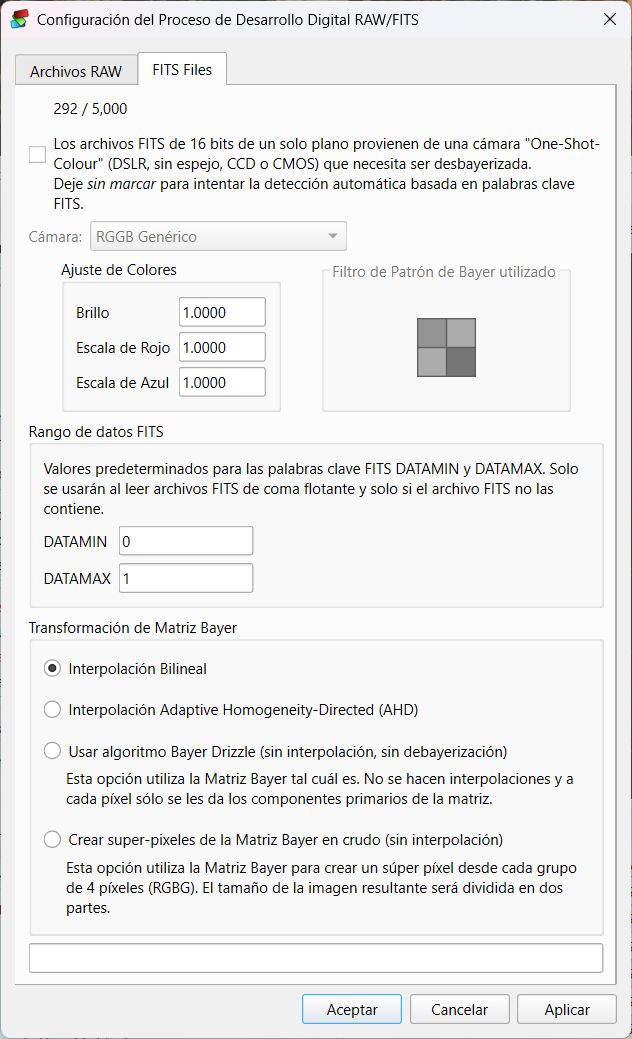 Configuración del Proceso de Desarrollo Digital RAW/FITS
Archivos RAW
FITS Files
292 / 5,000
Los archivos FITS de 16 bits de un solo plano provienen de una cámara "One-Shot-
Colour" (DSLR, sin espejo, CCD o CMOS) que necesita ser desbayerizada.
Deje sin marcar para intentar la detección automática basada en palabras clave
FITS.
Cámara:
RGGB Genérico
Ajuste de Colores
Brillo
1.0000
Escala de Rojo
1.0000
Escala de Azul
1.0000
Filtro de Patrón de Bayer utilizado
Rango de datos FITS
Valores predeterminados para las palabras clave FITS DATAMIN y DATAMAX. Solo
se usarán al leer archivos FITS de coma flotante y solo si el archivo FITS no las
contiene.
DATAMIN
0
DATAMAX
1
Transformación de Matriz Bayer
Interpolación Bilineal
Interpolación Adaptive Homogeneity-Directed (AHD)
Usar algoritmo Bayer Drizzle (sin interpolación, sin debayerización)
Esta opción utiliza la Matriz Bayer tal cuál es. No se hacen interpolaciones y a
cada píxel sólo se les da los componentes primarios de la matriz.
Crear super-pixeles de la Matriz Bayer en crudo (sin interpolación)
Esta opción utiliza la Matriz Bayer para crear un súper píxel desde cada grupo
de 4 píxeles (RGBG). El tamaño de la imagen resultante será dividida en dos
partes.
Aceptar
Cancelar
Aplicar